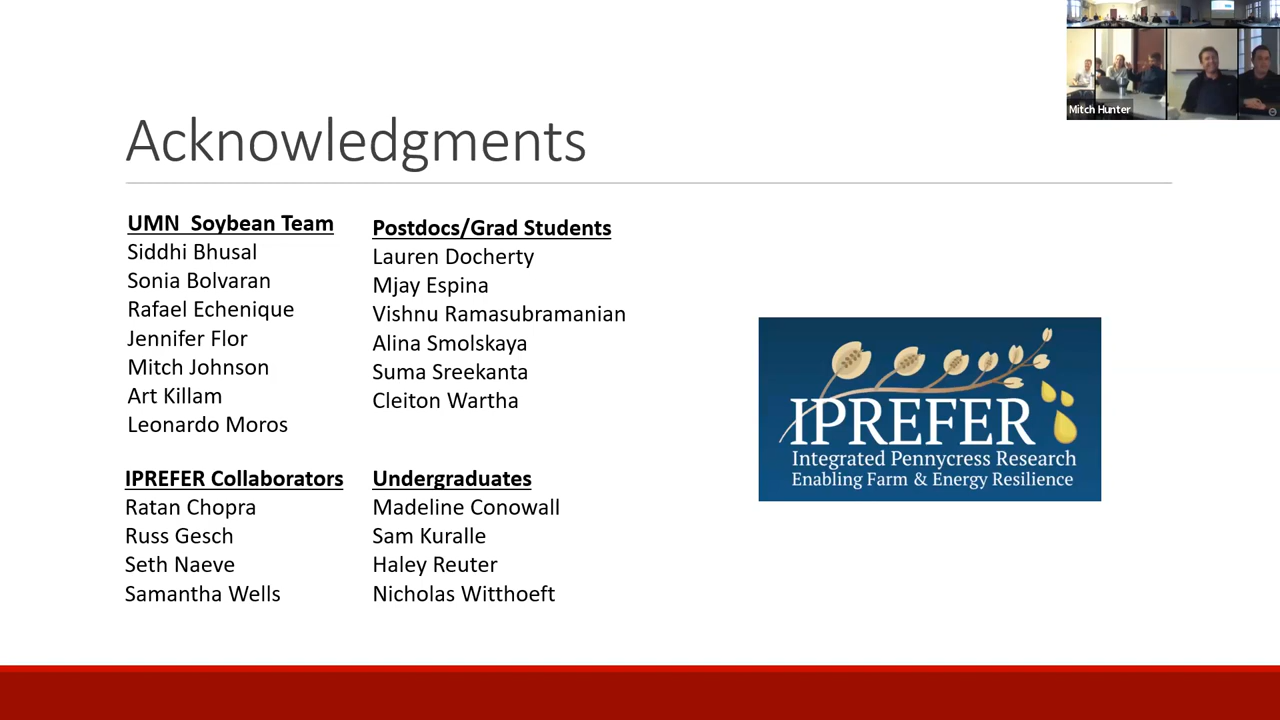 Mitch Hunter
Acknowledgments
UMN  Soybean Team
Siddhi Bhusal
Sonia Bolvaran
Rafael Echenique
Jennifer Flor
Mitch Johnson
Art Killam
Leonardo Moros
Postdocs/Grad Students
Lauren Docherty
Mjay Espina
Vishnu Ramasubramanian
Alina Smolskaya
Suma Sreekanta
Cleiton Wartha
IPREFER Collaborators
Ratan Chopra
Russ Gesch
Seth Naeve
Samantha Wells
Undergraduates
Madeline Conowall
Sam Kuralle
Haley Reuter
Nicholas Witthoeft
IPREFER
Integrated Pennycress Research
Enabling Farm & Energy Resilience